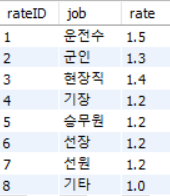 rateID job rate
1 운전수 1.5
2 군인 1.3
3 현장직 1.4
4 기장 1.2
5 승무원 1.2
6 선장 1.2
7 선원 1.2
8 기타 1.0